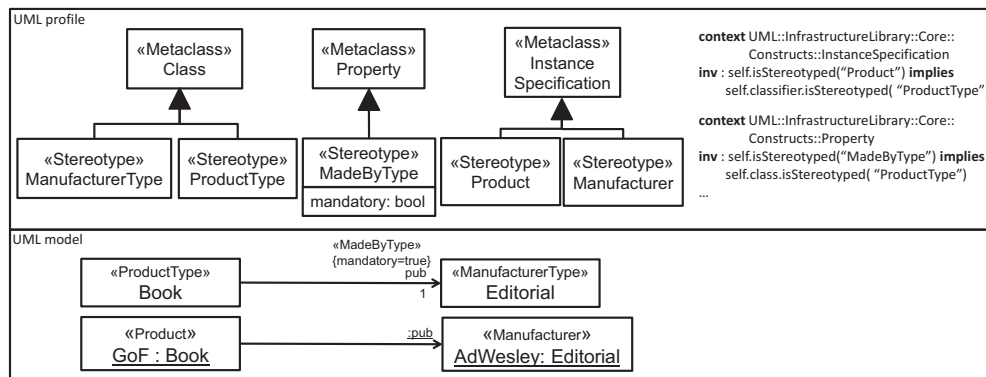 UML profile
«Metaclass»
Class
«Metaclass»
Property
«Metaclass»
Instance
Specification
«Stereotype»
ManufacturerType
«Stereotype»
ProductType
«Stereotype»
MadeByType
mandatory: bool
«Stereotype»
Product
«Stereotype»
Manufacturer
context UML::InfrastructureLibrary::Core::
Constructs::InstanceSpecification
inv : self.isStereotyped(“Product”) implies
self.classifier.isStereotyped( “ProductType”
context UML::InfrastructureLibrary::Core::
Constructs::Property
inv : self.isStereotyped(“MadeByType”) implies
self.class.isStereotyped( “ProductType”)
...
UML model
«ProductType»
Book
«MadeByType»
{mandatory=true}
pub
1
«ManufacturerType»
Editorial
«Product»
GoF : Book
:pub
«Manufacturer»
AdWesley: Editorial